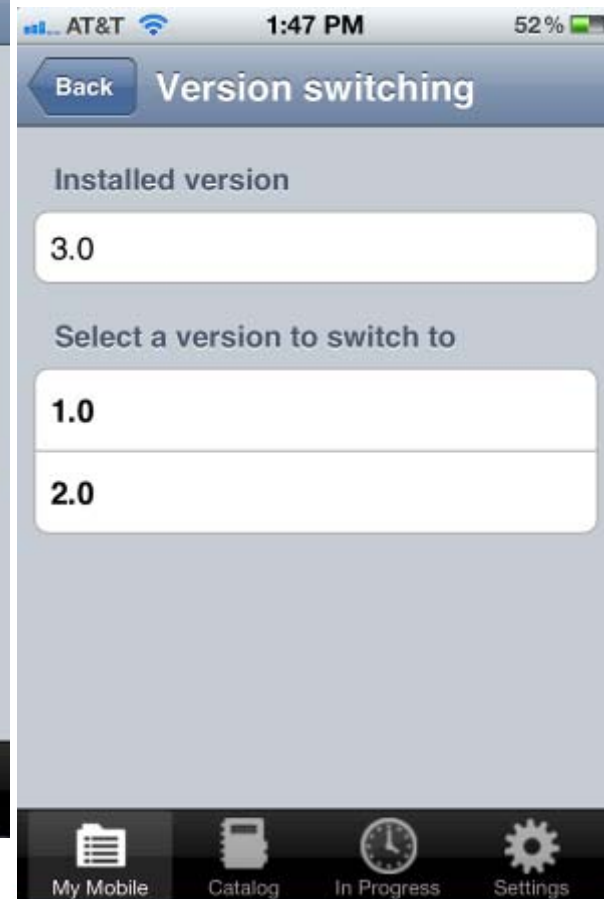 AT&T 1:47 PM 52%
Back Version switching
Installed version
3.0
Select a version to switch to
1.0
2.0
My Mobile Catalog In Progress Settings